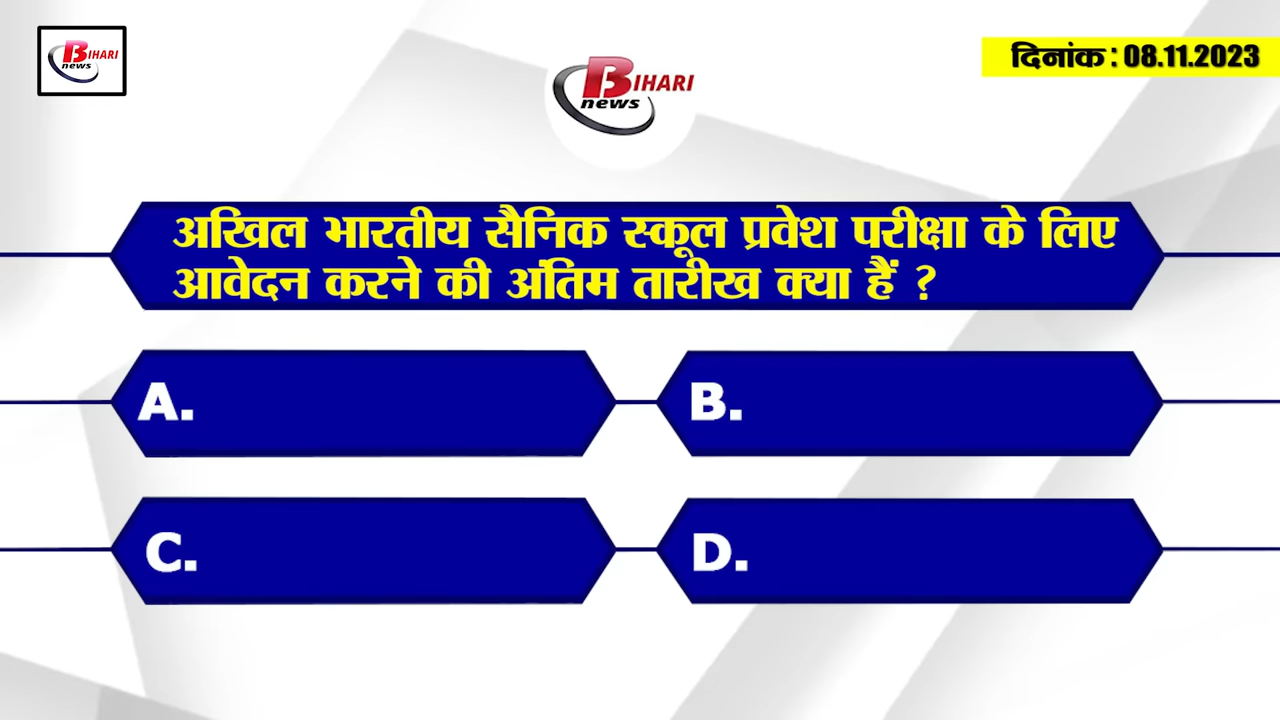 BIHARI
news
दिनांक : 08.11.2023
BIHARI
news
अखिल भारतीय सैनिक स्कूल प्रवेश परीक्षा के लिए
आवेदन करने की अंतिम तारीख क्या हैं ?
A.
B.
C.
D.